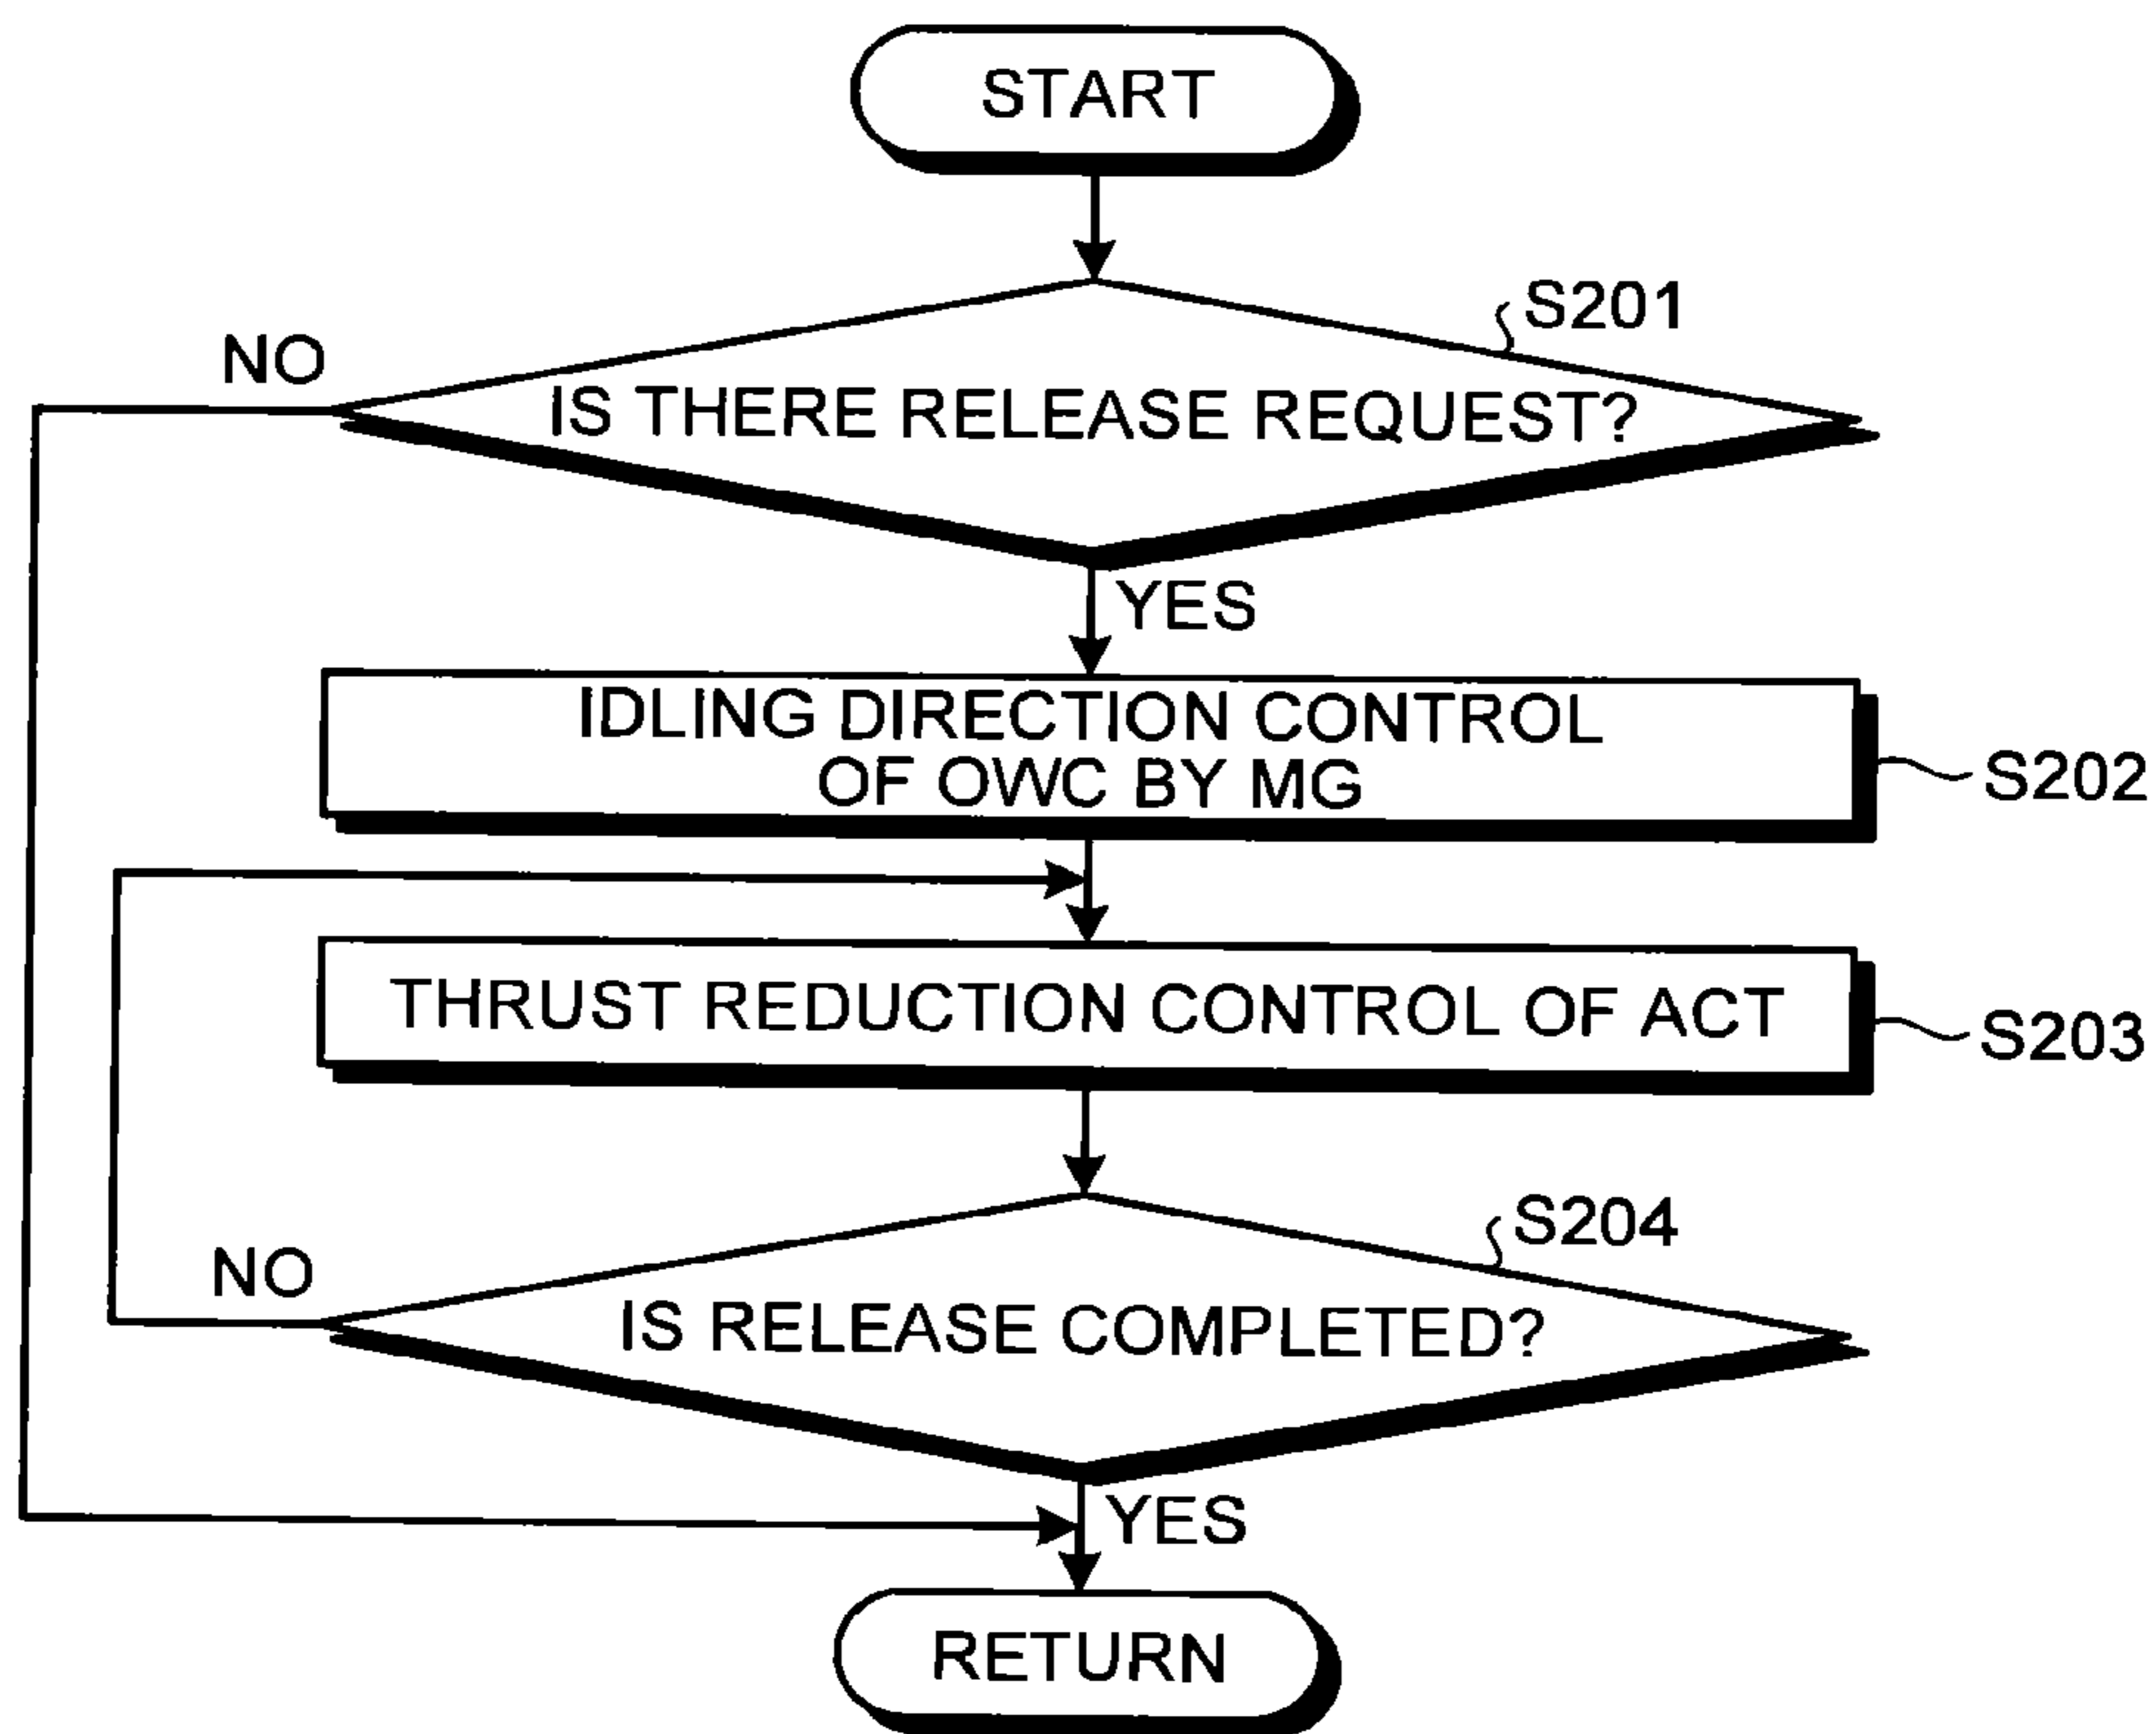 START
S201
NO
IS THERE RELEASE REQUEST?
YES
IDLING DIRECTION CONTROL
OF OWC BY MG
S202
THRUST REDUCTION CONTROL OF ACT
S203
S204
NO
IS RELEASE COMPLETED?
YES
RETURN